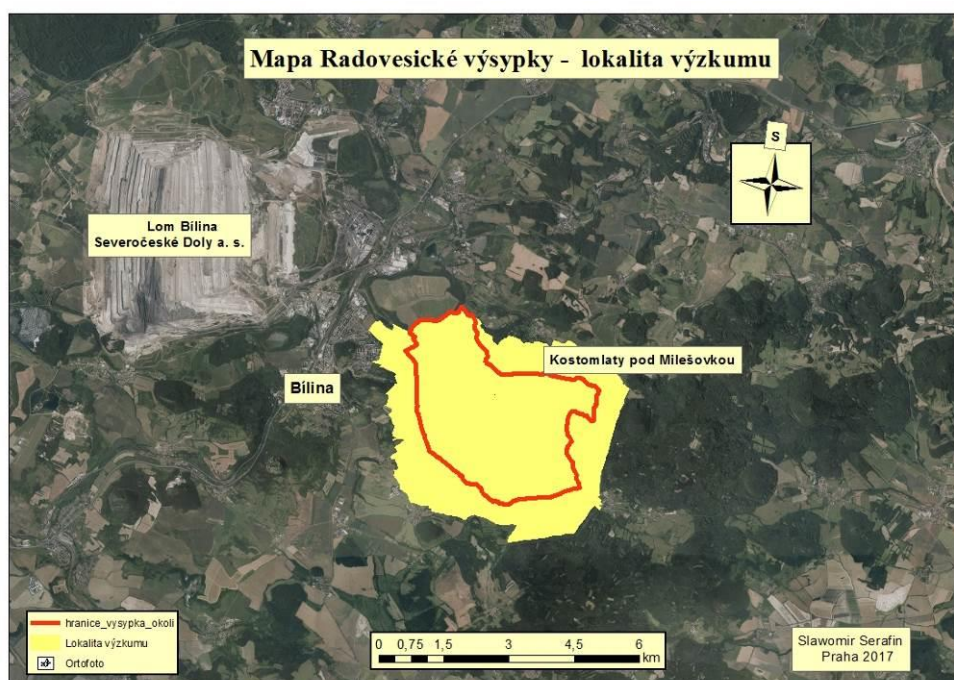 Mapa Radovesické výsypky - lokalita výzkumu
S
Lom Bílina
Severočeské Doly a. s.
Kostomlaty pod Milešovkou
Bílina
hranice_vysypka_okoli
Lokalita výzkumu
Ortofoto
0 0,75 1,5 3 4,5 6
km
Slawomir Serafin
Praha 2017